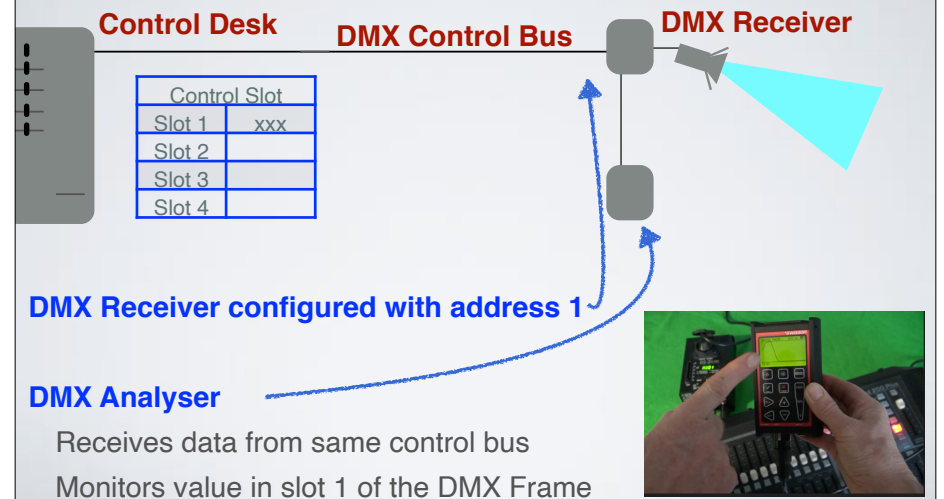 Control Desk
DMX Control Bus
DMX Receiver
Control Slot
Slot 1 xxx
Slot 2
Slot 3
Slot 4
DMX Receiver configured with address 1
DMX Analyser
Receives data from same control bus
Monitors value in slot 1 of the DMX Frame